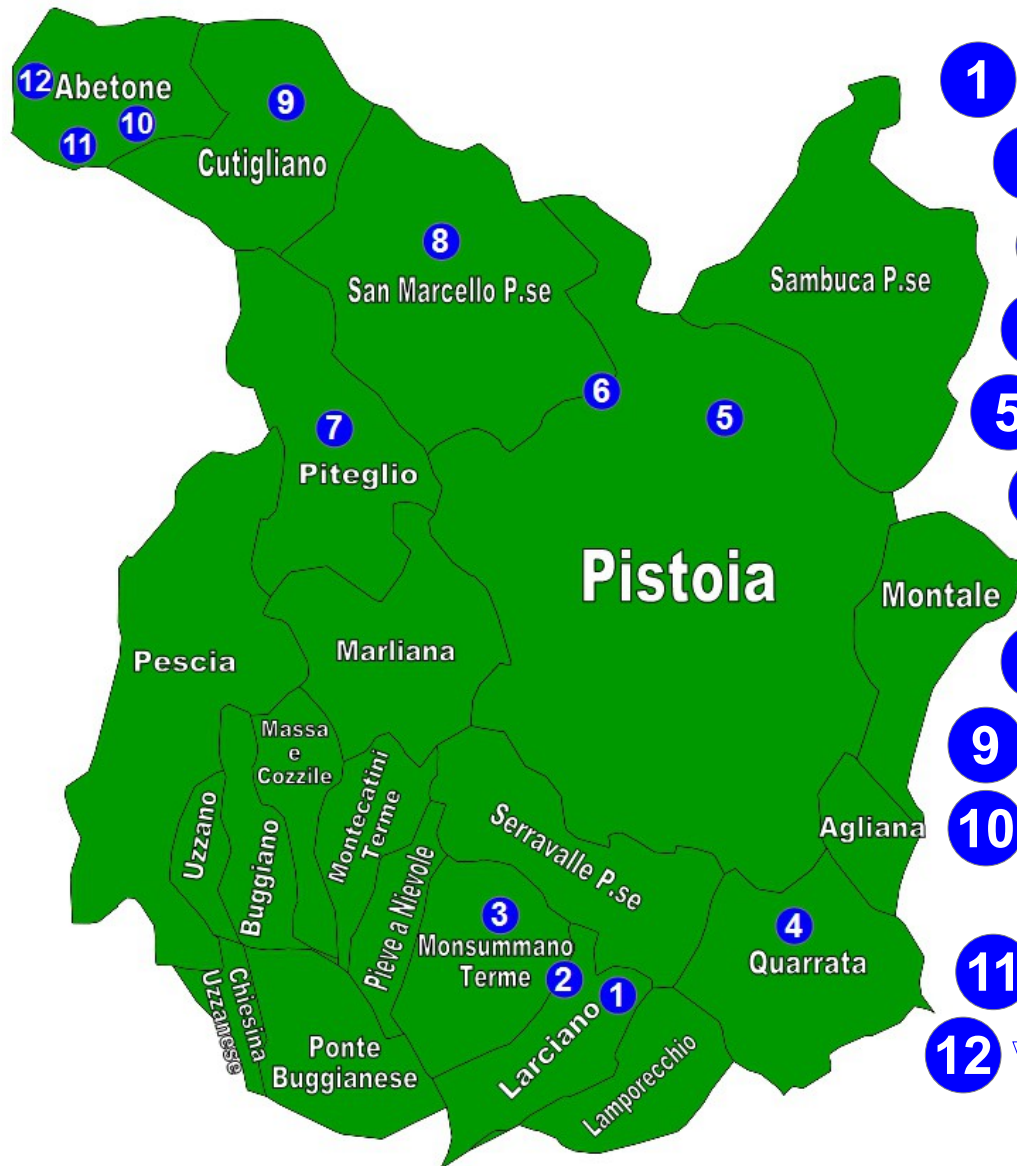 1
12
Abetone
9
10
11
Cutigliano
8
San Marcello P.se
Sambuca P.se
6
5
5
7
Piteglio
Pistoia
Montale
Marliana
Pescia
Massa
e
Cozzile
9
Montecatini
Terme
Uzzano
Buggiano
Serravalle P.se
Agliana
10
Pieve a Nievole
3
Monsummano
Terme
4
Quarrata
2
1
11
Chiesina
Uzzanese
Larciano
Ponte
Buggianese
Lamporecchio
12